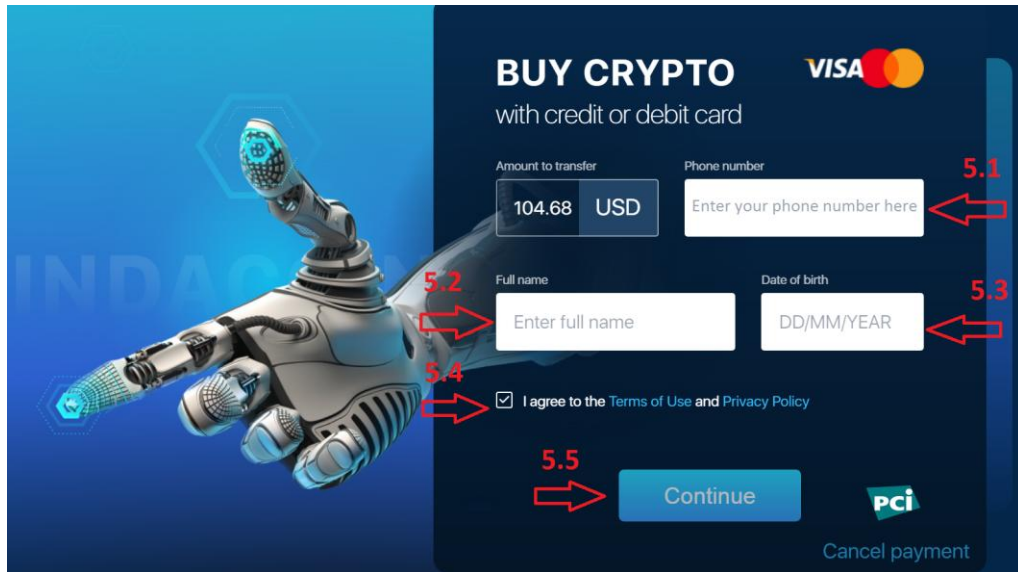 BUY CRYPTO
VISA
with credit or debit card
Amount to transfer
Phone number
5.1
104.68 USD
Enter your phone number here
5.2
Full name
Date of birth
5.3
Enter full name
DD/MM/YEAR
5.4
I agree to the Terms of Use and Privacy Policy
5.5
Continue
PCi
Cancel payment